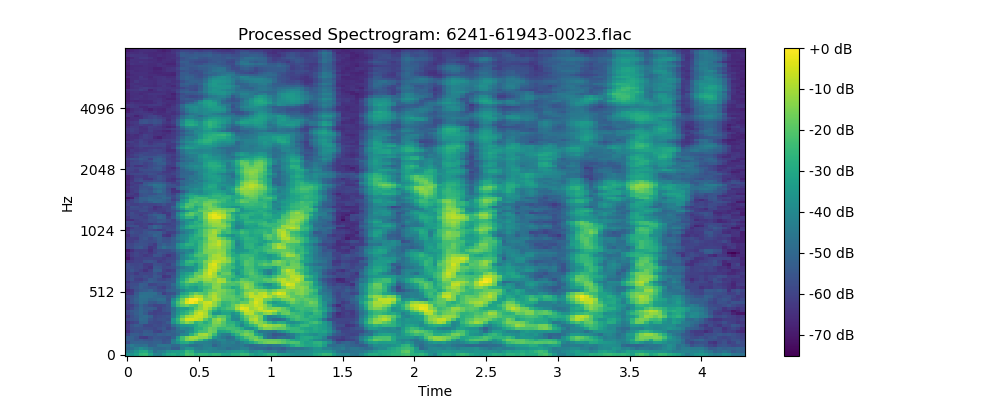 Processed Spectrogram: 6241-61943-0023.flac
Hz
4096
2048
1024
512
0
0 0.5 1 1.5 2 2.5 3 3.5 4
Time
+0 dB
-10 dB
-20 dB
-30 dB
-40 dB
-50 dB
-60 dB
-70 dB